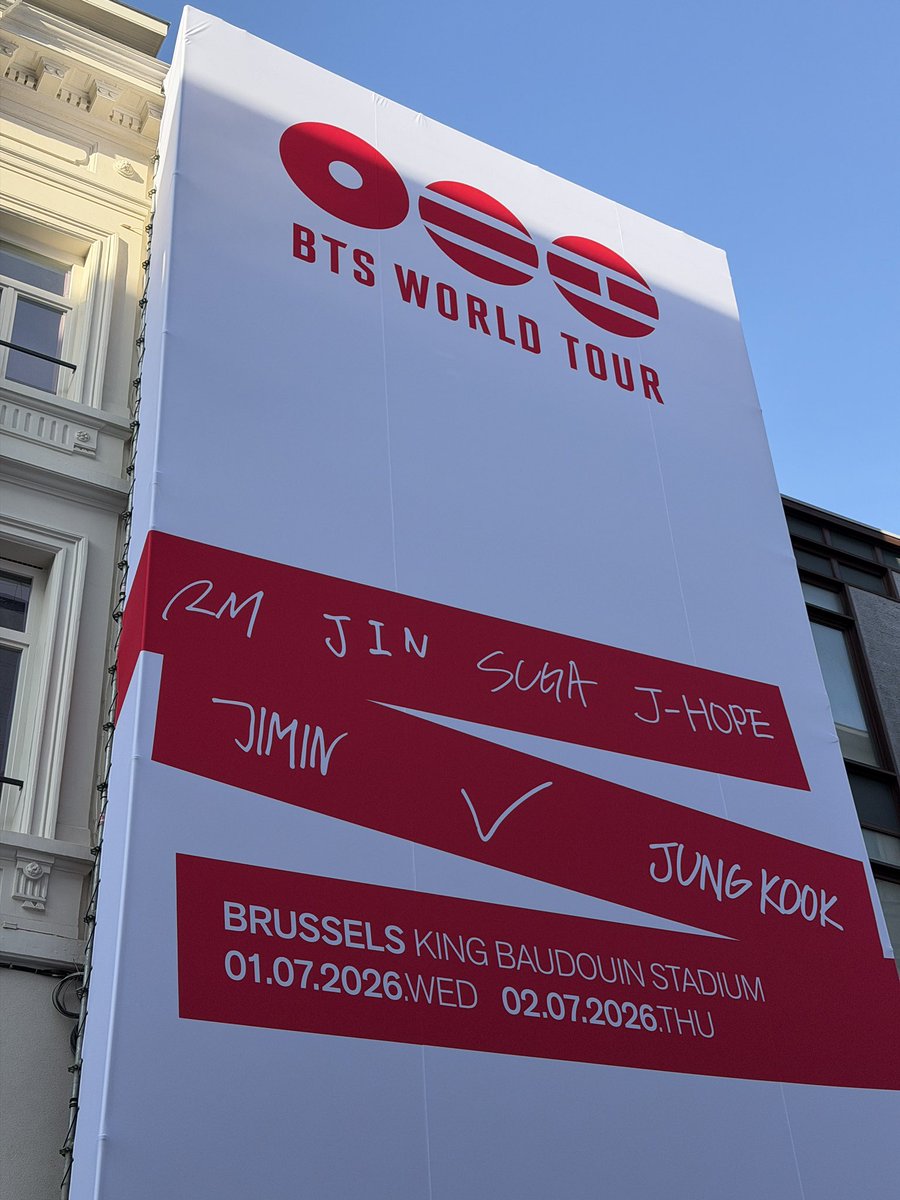 BTS WORLD TOUR
RM JIN SUGA J-HOPE
JIMIN V JUNG KOOK
BRUSSELS KING BAUDOUIN STADIUM
01.07.2026.WED 02.07.2026.THU